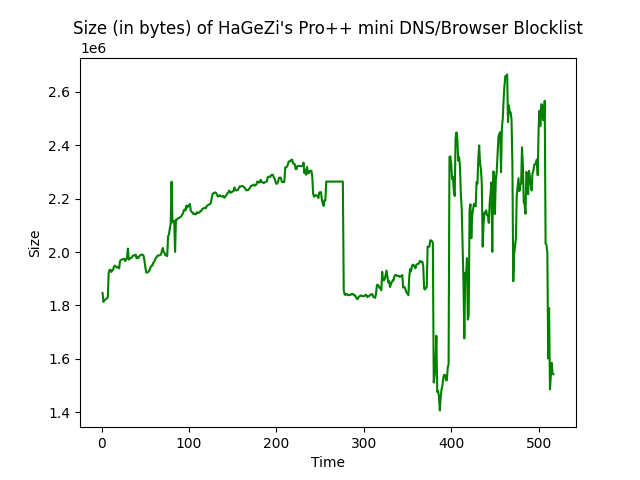 Size (in bytes) of HaGeZi's Pro++ mini DNS/Browser Blocklist
1e6
2.6
2.4
2.2
2.0
1.8
1.6
1.4
Size
0 100 200 300 400 500
Time